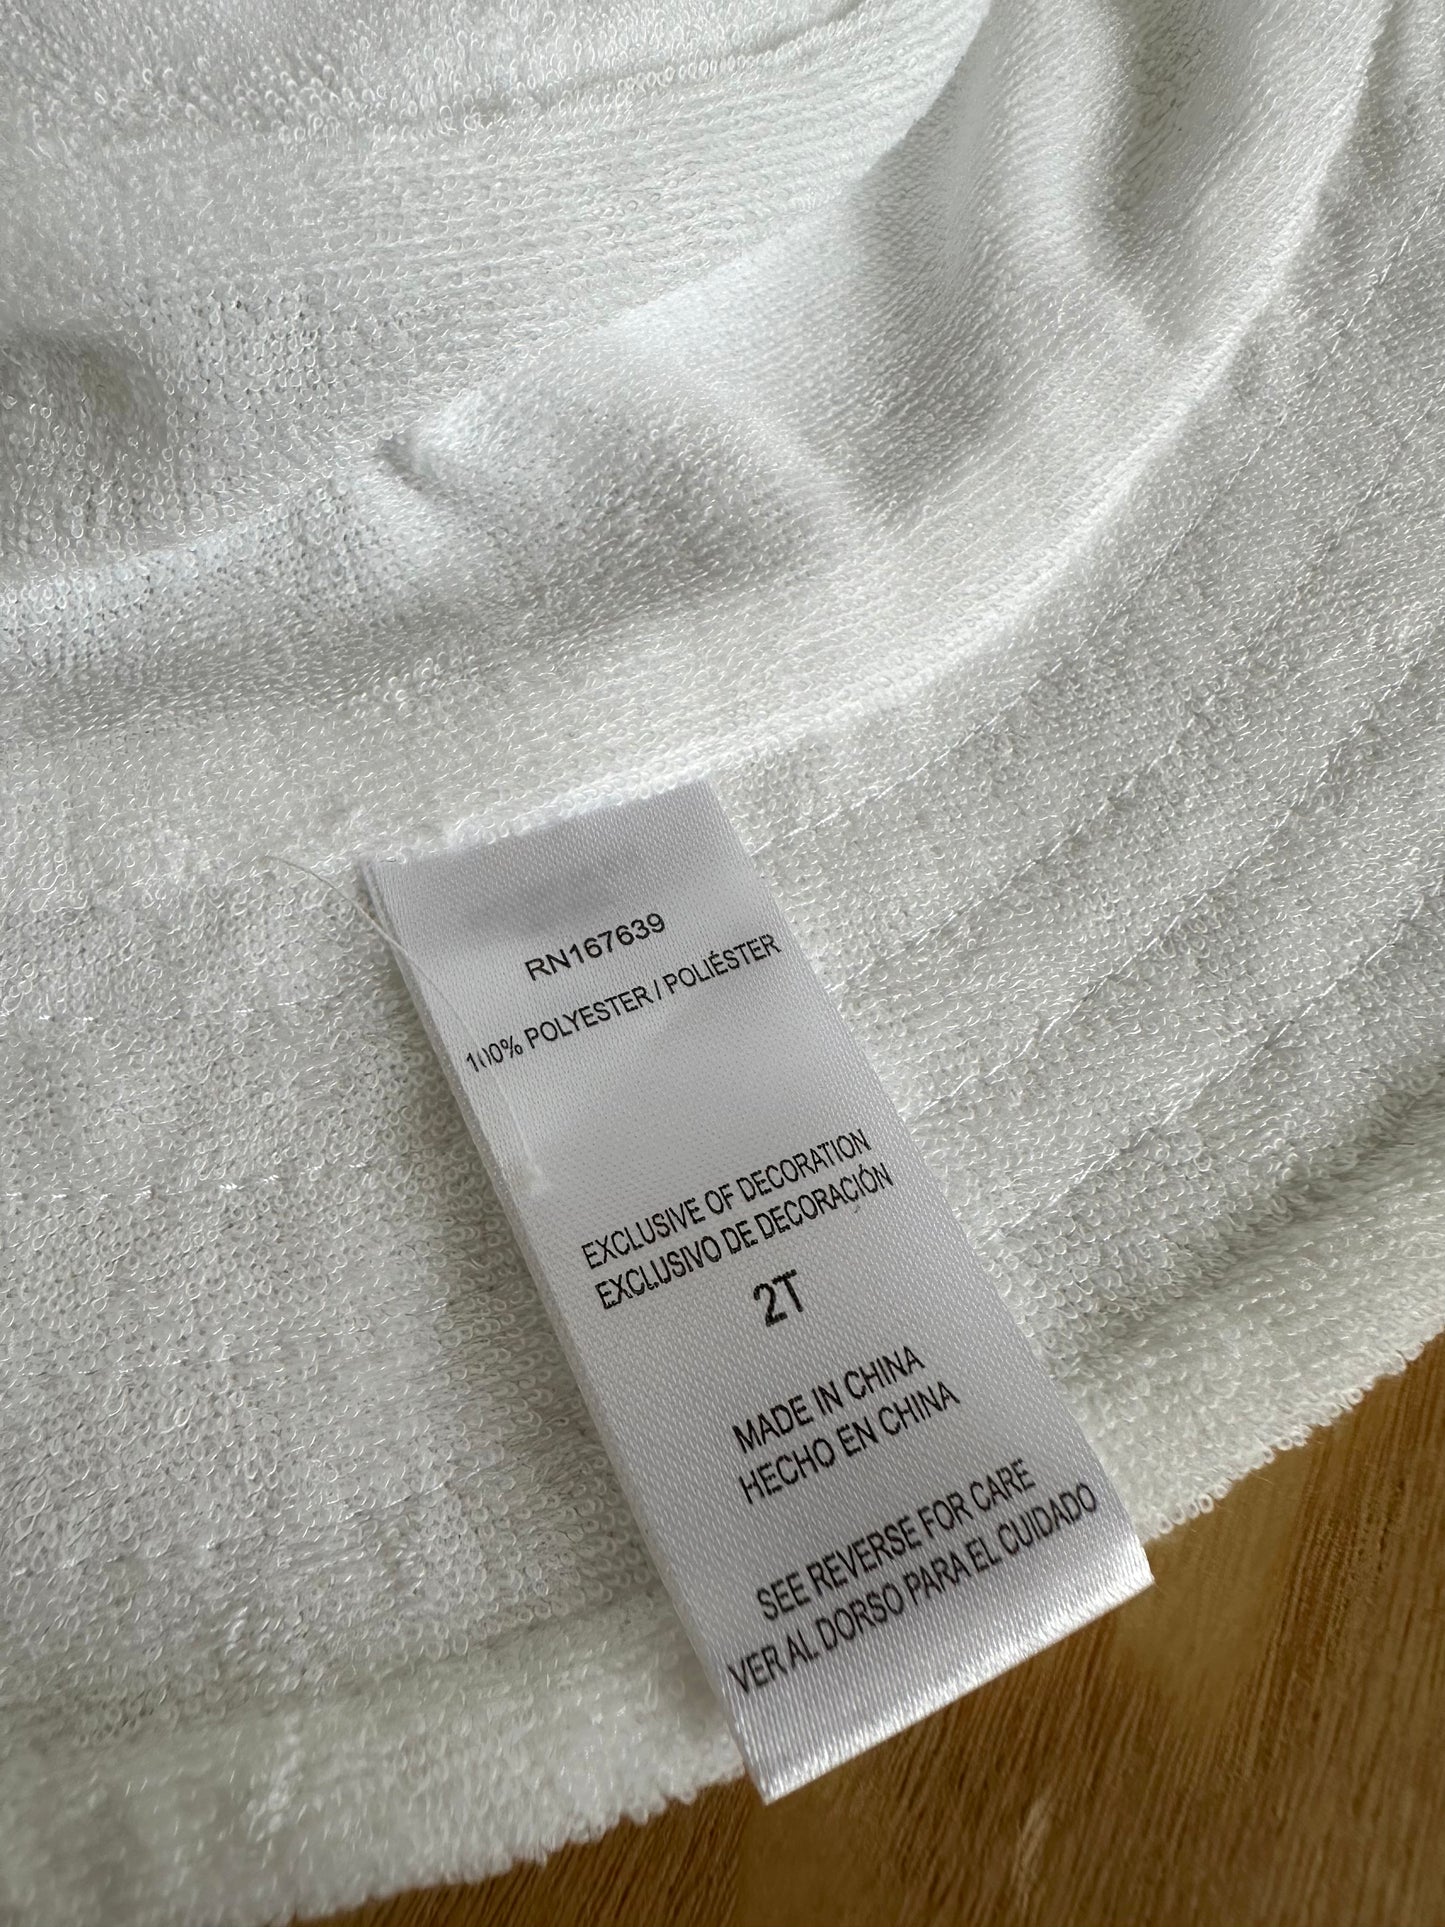 RN167639
100% POLYESTER / POLIÉSTER
EXCLUSIVE OF DECORATION
EXCLUSIVO DE DECORACIÓN
2T
MADE IN CHINA
HECHO EN CHINA
SEE REVERSE FOR CARE
VER AL DORSO PARA EL CUIDADO